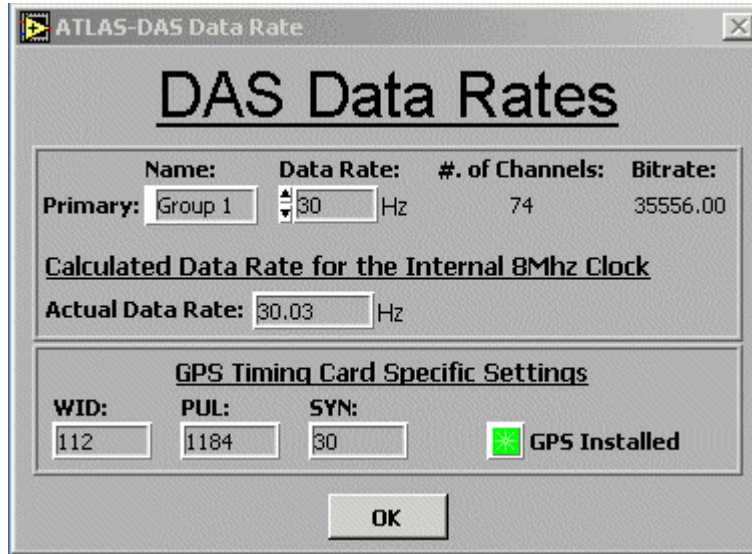 ATLAS-DAS Data Rate
DAS Data Rates
Name: Data Rate: #. of Channels: Bitrate:
Primary: Group 1 30 Hz 74 35556.00
Calculated Data Rate for the Internal 8Mhz Clock
Actual Data Rate: 30.03 Hz
GPS Timing Card Specific Settings
WID: PUL: SYN:
112 1184 30 GPS Installed
OK